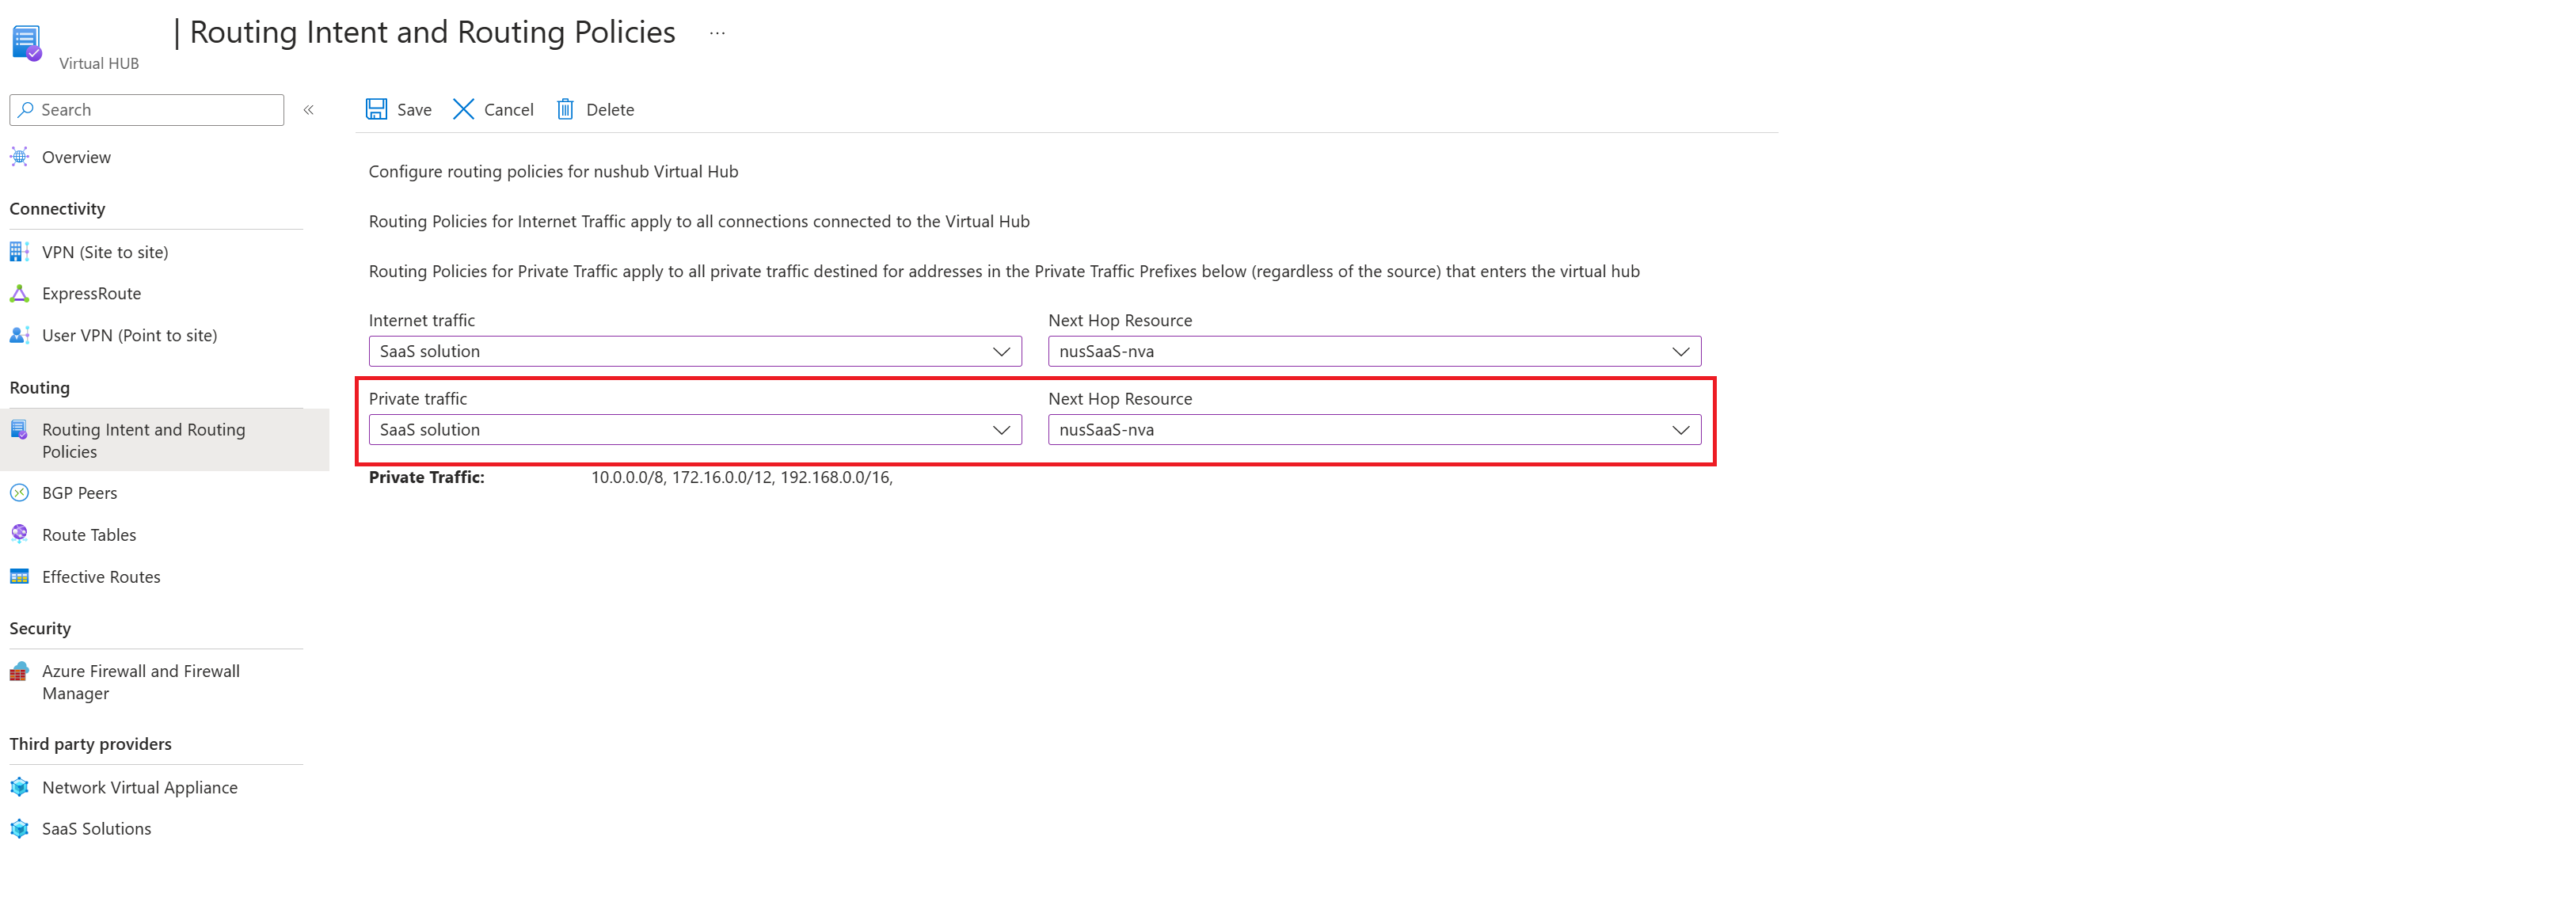 | Routing Intent and Routing Policies ...
Virtual HUB
Search
«
Save
Cancel
Delete
Overview
Connectivity
VPN (Site to site)
ExpressRoute
User VPN (Point to site)
Routing
Routing Intent and Routing
Policies
BGP Peers
Route Tables
Effective Routes
Security
Azure Firewall and Firewall
Manager
Third party providers
Network Virtual Appliance
SaaS Solutions
Configure routing policies for nushub Virtual Hub
Routing Policies for Internet Traffic apply to all connections connected to the Virtual Hub
Routing Policies for Private Traffic apply to all private traffic destined for addresses in the Private Traffic Prefixes below (regardless of the source) that enters the virtual hub
Internet traffic
SaaS solution
Next Hop Resource
nusSaaS-nva
Private traffic
SaaS solution
Next Hop Resource
nusSaaS-nva
Private Traffic: 10.0.0.0/8, 172.16.0.0/12, 192.168.0.0/16,